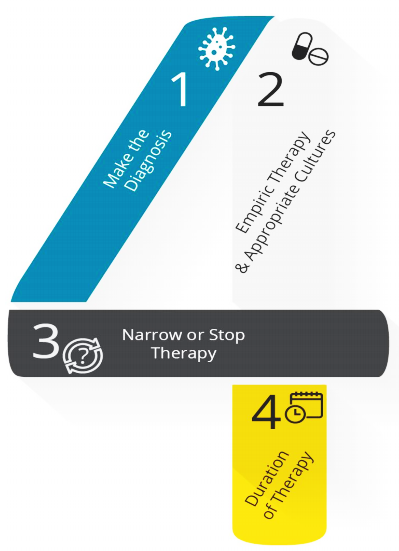 1
Make the
Diagnosis
2
Empiric Therapy
& Appropriate Cultures
3
?
Narrow or Stop
Therapy
4
Duration
of Therapy